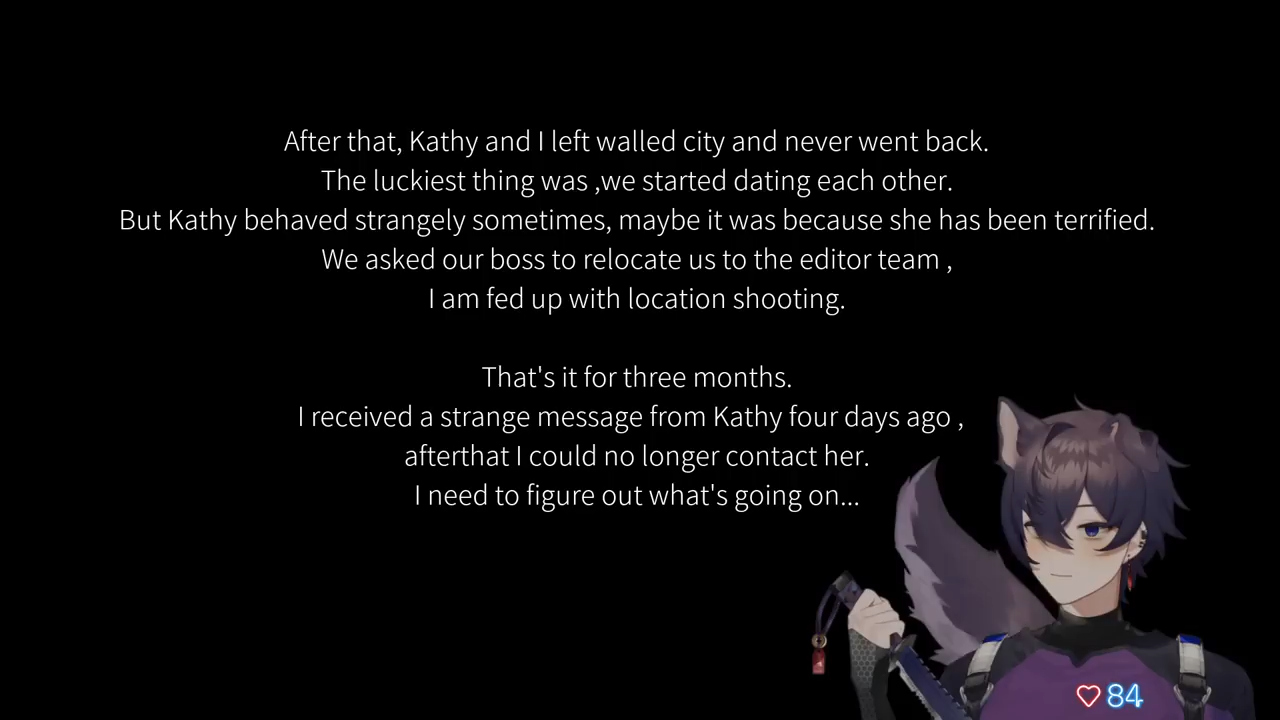 After that, Kathy and I left walled city and never went back.
The luckiest thing was ,we started dating each other.
But Kathy behaved strangely sometimes, maybe it was because she has been terrified.
We asked our boss to relocate us to the editor team ,
I am fed up with location shooting.
That's it for three months.
I received a strange message from Kathy four days ago ,
afterthat I could no longer contact her.
I need to figure out what's going on...
84